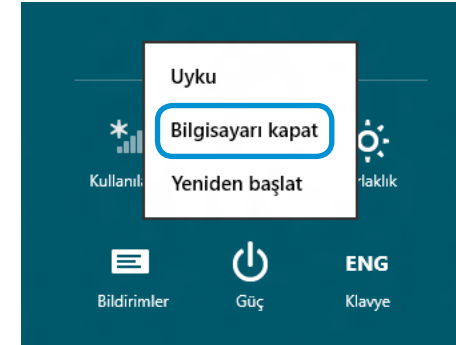 Uyku
Bilgisayarı kapat
Yeniden başlat
Bildirimler Güç ENG
Klavye